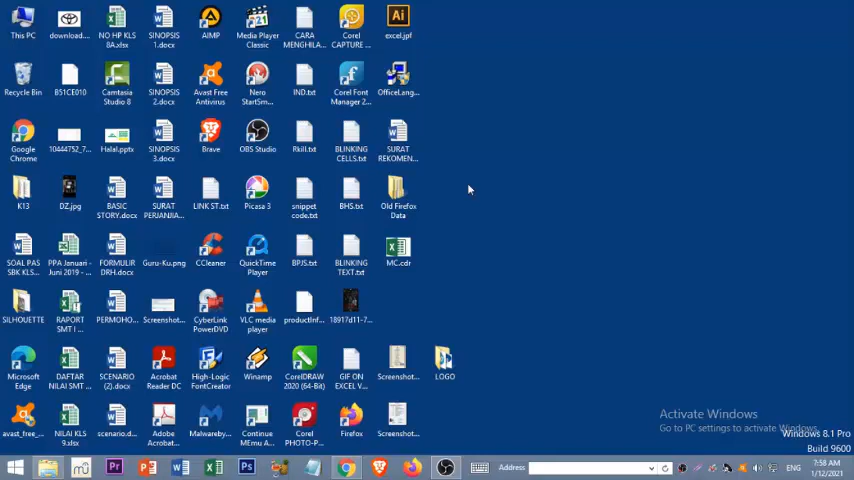 This PC
download....
NO HP KLS
8A.xlsx
SINOPSIS
1.docx
AIMP
Media Player
Classic
CARA
MENGHILA...
Corel
CAPTURE ...
excel.jpf
Recycle Bin
B51CE010
Camtasia
Studio 8
SINOPSIS
2.docx
Avast Free
Antivirus
Nero
StartSm...
IND.txt
Corel Font
Manager 2...
OfficeLang...
Google
Chrome
10444752_7...
Halal.pptx
SINOPSIS
3.docx
Brave
OBS Studio
Rkill.txt
BLINKING
CELLS.txt
SURAT
REKOMEN...
K13
DZ.jpg
BASIC
STORY.docx
SURAT
PERJANJIA...
LINK ST.txt
Picasa 3
snippet
code.txt
BHS.txt
Old Firefox
Data
SOAL PAS
SBK KLS...
PPA Januari -
Juni 2019 - ...
FORMULIR
DRH.docx
Guru-Ku.png
CCleaner
QuickTime
Player
BPJS.txt
BLINKING
TEXT.txt
MC.cdr
SILHOUETTE
RAPORT
SMT I ...
PERMOHO...
Screenshot...
CyberLink
PowerDVD
VLC media
player
productInf...
18917d11-7...
Microsoft
Edge
DAFTAR
NILAI SMT ...
SCENARIO
(2).docx
Acrobat
Reader DC
High-Logic
FontCreator
Winamp
CorelDRAW
2020 (64-Bit)
GIF ON
EXCEL V...
Screenshot...
LOGO
avast_free_...
NILAI KLS
9.xlsx
scenario.d...
Adobe
Acrobat...
Malwareby...
Continue
MEmu A...
Corel
PHOTO-P...
Firefox
Screenshot...
Activate Windows
Go to PC settings to activate Windows.
Windows 8.1 Pro
Build 9600
Address
ENG
7:58 AM
1/12/2021